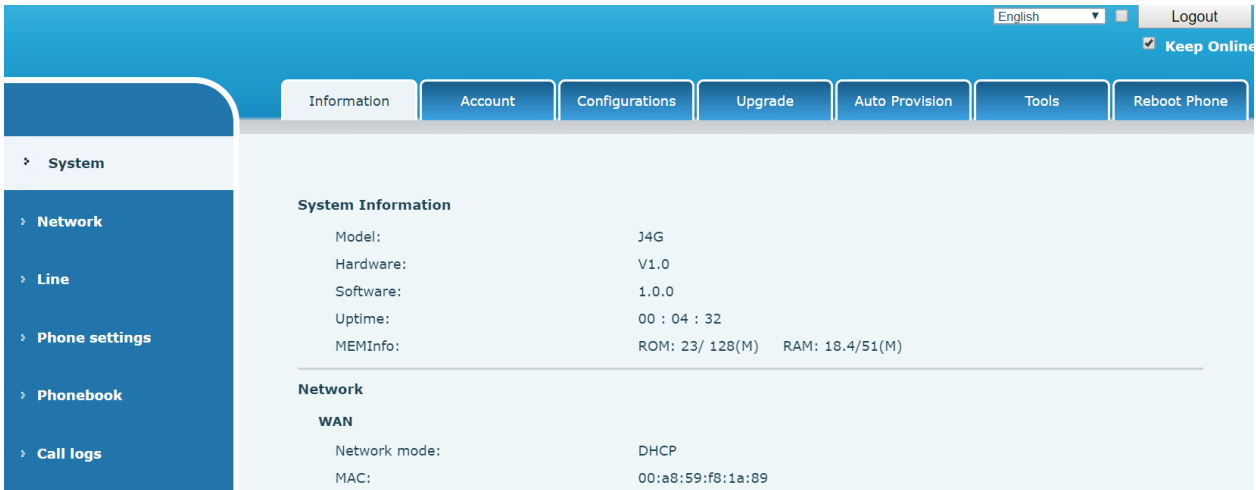 English
Logout
Keep Online
Information Account Configurations Upgrade Auto Provision Tools Reboot Phone
System
Network
Line
Phone settings
Phonebook
Call logs
System Information
Model: J4G
Hardware: V1.0
Software: 1.0.0
Uptime: 00 : 04 : 32
MEMInfo: ROM: 23/ 128(M) RAM: 18.4/51(M)
Network
WAN
Network mode: DHCP
MAC: 00:a8:59:f8:1a:89